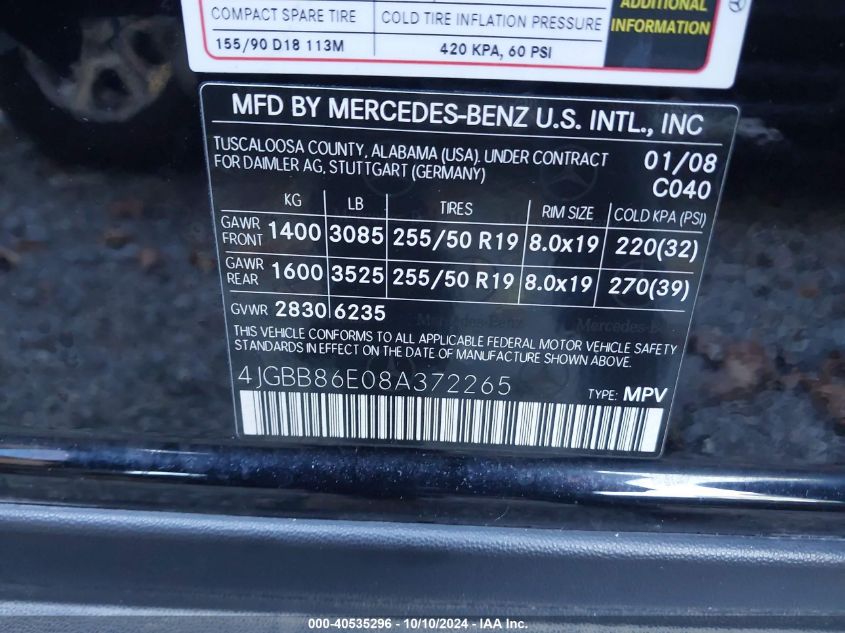 ADDITIONAL
INFORMATION
COMPACT SPARE TIRE COLD TIRE INFLATION PRESSURE
155/90 D18 113M 420 KPA, 60 PSI
MFD BY MERCEDES-BENZ U.S. INTL., INC
TUSCALOOSA COUNTY, ALABAMA (USA). UNDER CONTRACT
FOR DAIMLER AG, STUTTGART (GERMANY)
01/08
C040
KG LB TIRES RIM SIZE COLD KPA (PSI)
GAWR FRONT 1400 3085 255/50 R19 8.0x19 220(32)
GAWR REAR 1600 3525 255/50 R19 8.0x19 270(39)
GVWR 2830 6235
THIS VEHICLE CONFORMS TO ALL APPLICABLE FEDERAL MOTOR VEHICLE SAFETY
STANDARDS IN EFFECT ON THE DATE OF MANUFACTURE SHOWN ABOVE.
4JGBB86E08A372265
TYPE: MPV
000-40535296 - 10/10/2024 - 1 IAA Inc.